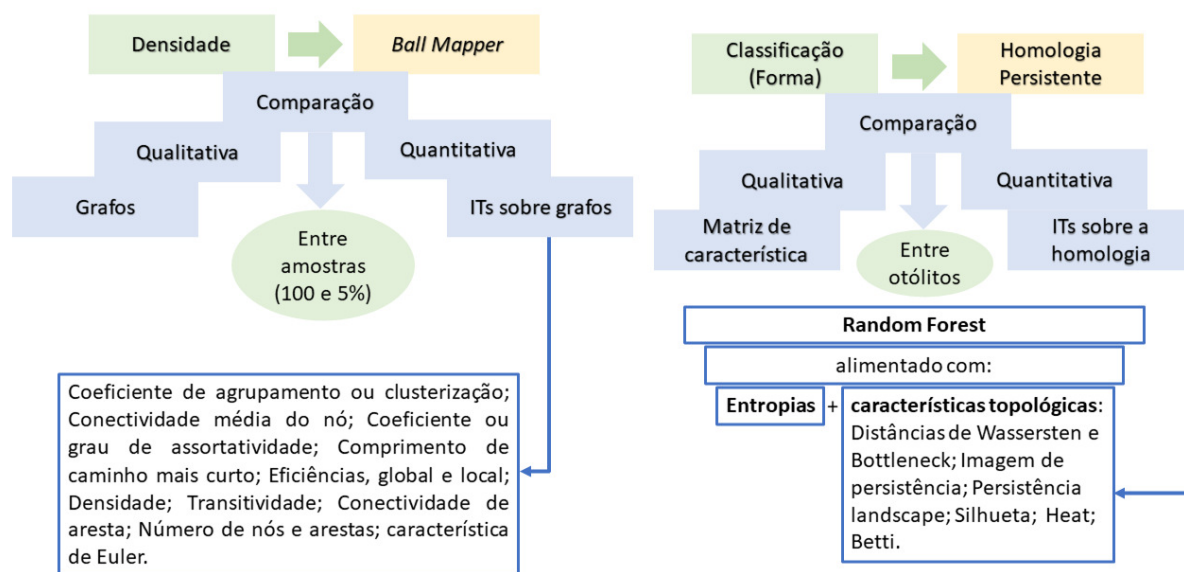 Densidade
Ball Mapper
Comparação
Qualitativa
Quantitativa
Grafos
ITs sobre grafos
Entre
amostras
(100 e 5%)
Coeficiente de agrupamento ou clusterização;
Conectividade média do nó; Coeficiente ou
grau de assortatividade; Comprimento de
caminho mais curto; Eficiências, global e local;
Densidade; Transitividade; Conectividade de
aresta; Número de nós e arestas; característica
de Euler.
Classificação
(Forma)
Homologia
Persistente
Comparação
Qualitativa
Quantitativa
Matriz de
característica
ITs sobre a
homologia
Entre
otólitos
Random Forest
alimentado com:
Entropias
+
características topológicas:
Distâncias de Wassersten e
Bottleneck; Imagem de
persistência; Persistência
landscape; Silhueta; Heat;
Betti.